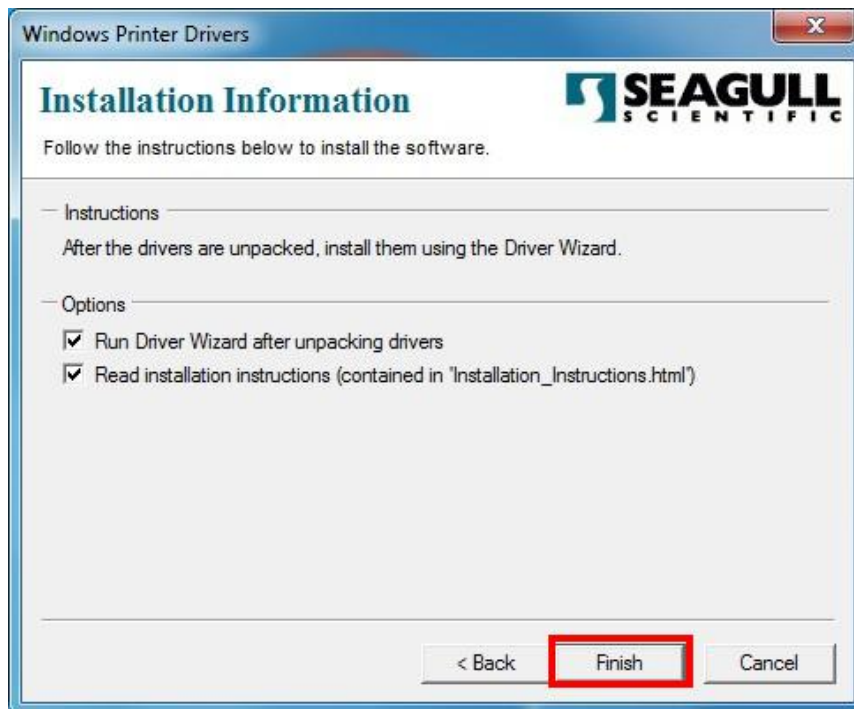 Windows Printer Drivers
Installation Information
SEAGULL
SCIENTIFIC
Follow the instructions below to install the software.
Instructions
After the drivers are unpacked, install them using the Driver Wizard.
Options
Run Driver Wizard after unpacking drivers
Read installation instructions (contained in 'Installation_Instructions.html')
< Back Finish Cancel